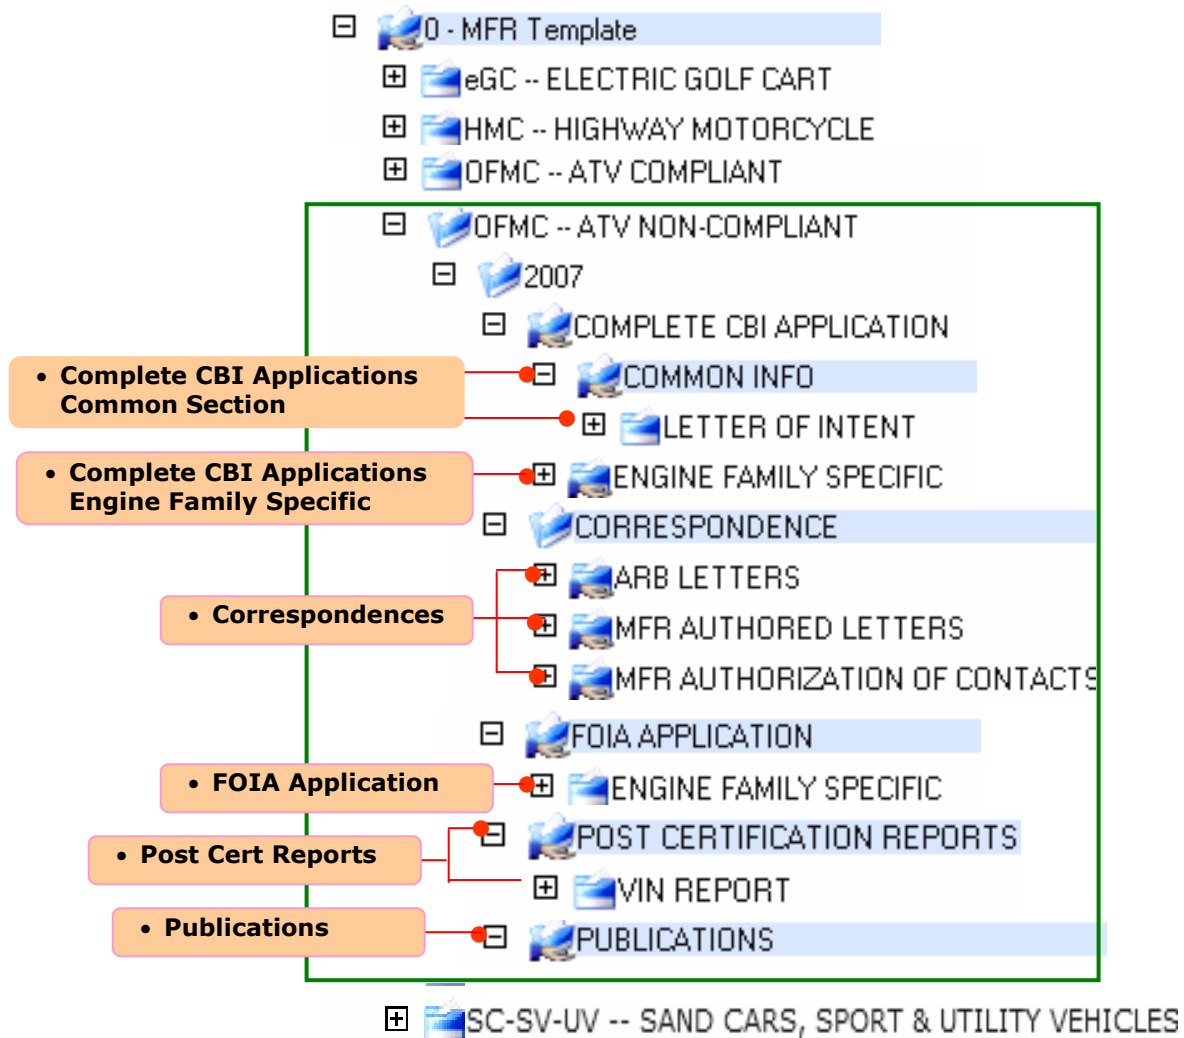 0 - MFR Template
eGC -- ELECTRIC GOLF CART
HMC -- HIGHWAY MOTORCYCLE
OFMC -- ATV COMPLIANT
OFMC -- ATV NON-COMPLIANT
2007
COMPLETE CBI APPLICATION
• Complete CBI Applications
Common Section
COMMON INFO
LETTER OF INTENT
• Complete CBI Applications
Engine Family Specific
ENGINE FAMILY SPECIFIC
CORRESPONDENCE
ARB LETTERS
• Correspondences
MFR AUTHORED LETTERS
MFR AUTHORIZATION OF CONTACTS
FOIA APPLICATION
• FOIA Application
ENGINE FAMILY SPECIFIC
POST CERTIFICATION REPORTS
• Post Cert Reports
VIN REPORT
• Publications
PUBLICATIONS
SC-SV-UV -- SAND CARS, SPORT & UTILITY VEHICLES